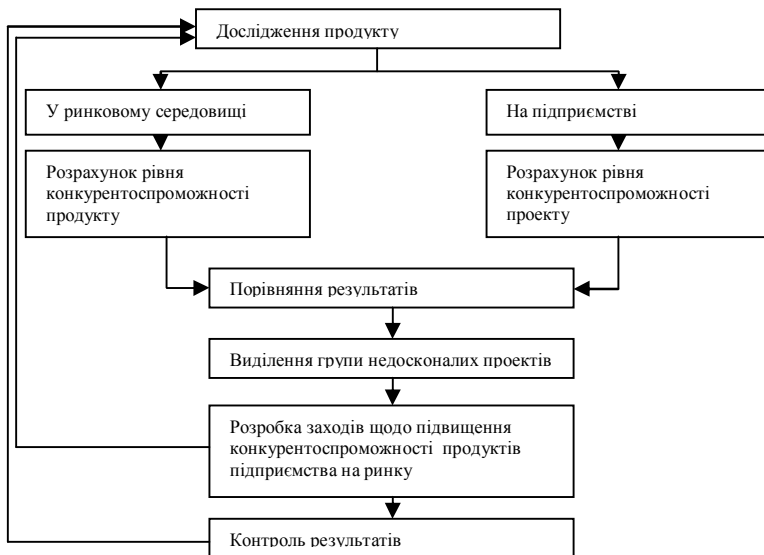 Дослідження продукту
У ринковому середовищі
На підприємстві
Розрахунок рівня
конкурентоспроможності
продукту
Розрахунок рівня
конкурентоспроможності
проекту
Порівняння результатів
Виділення групи недосконалих проектів
Розробка заходів щодо підвищення
конкурентоспроможності продуктів
підприємства на ринку
Контроль результатів